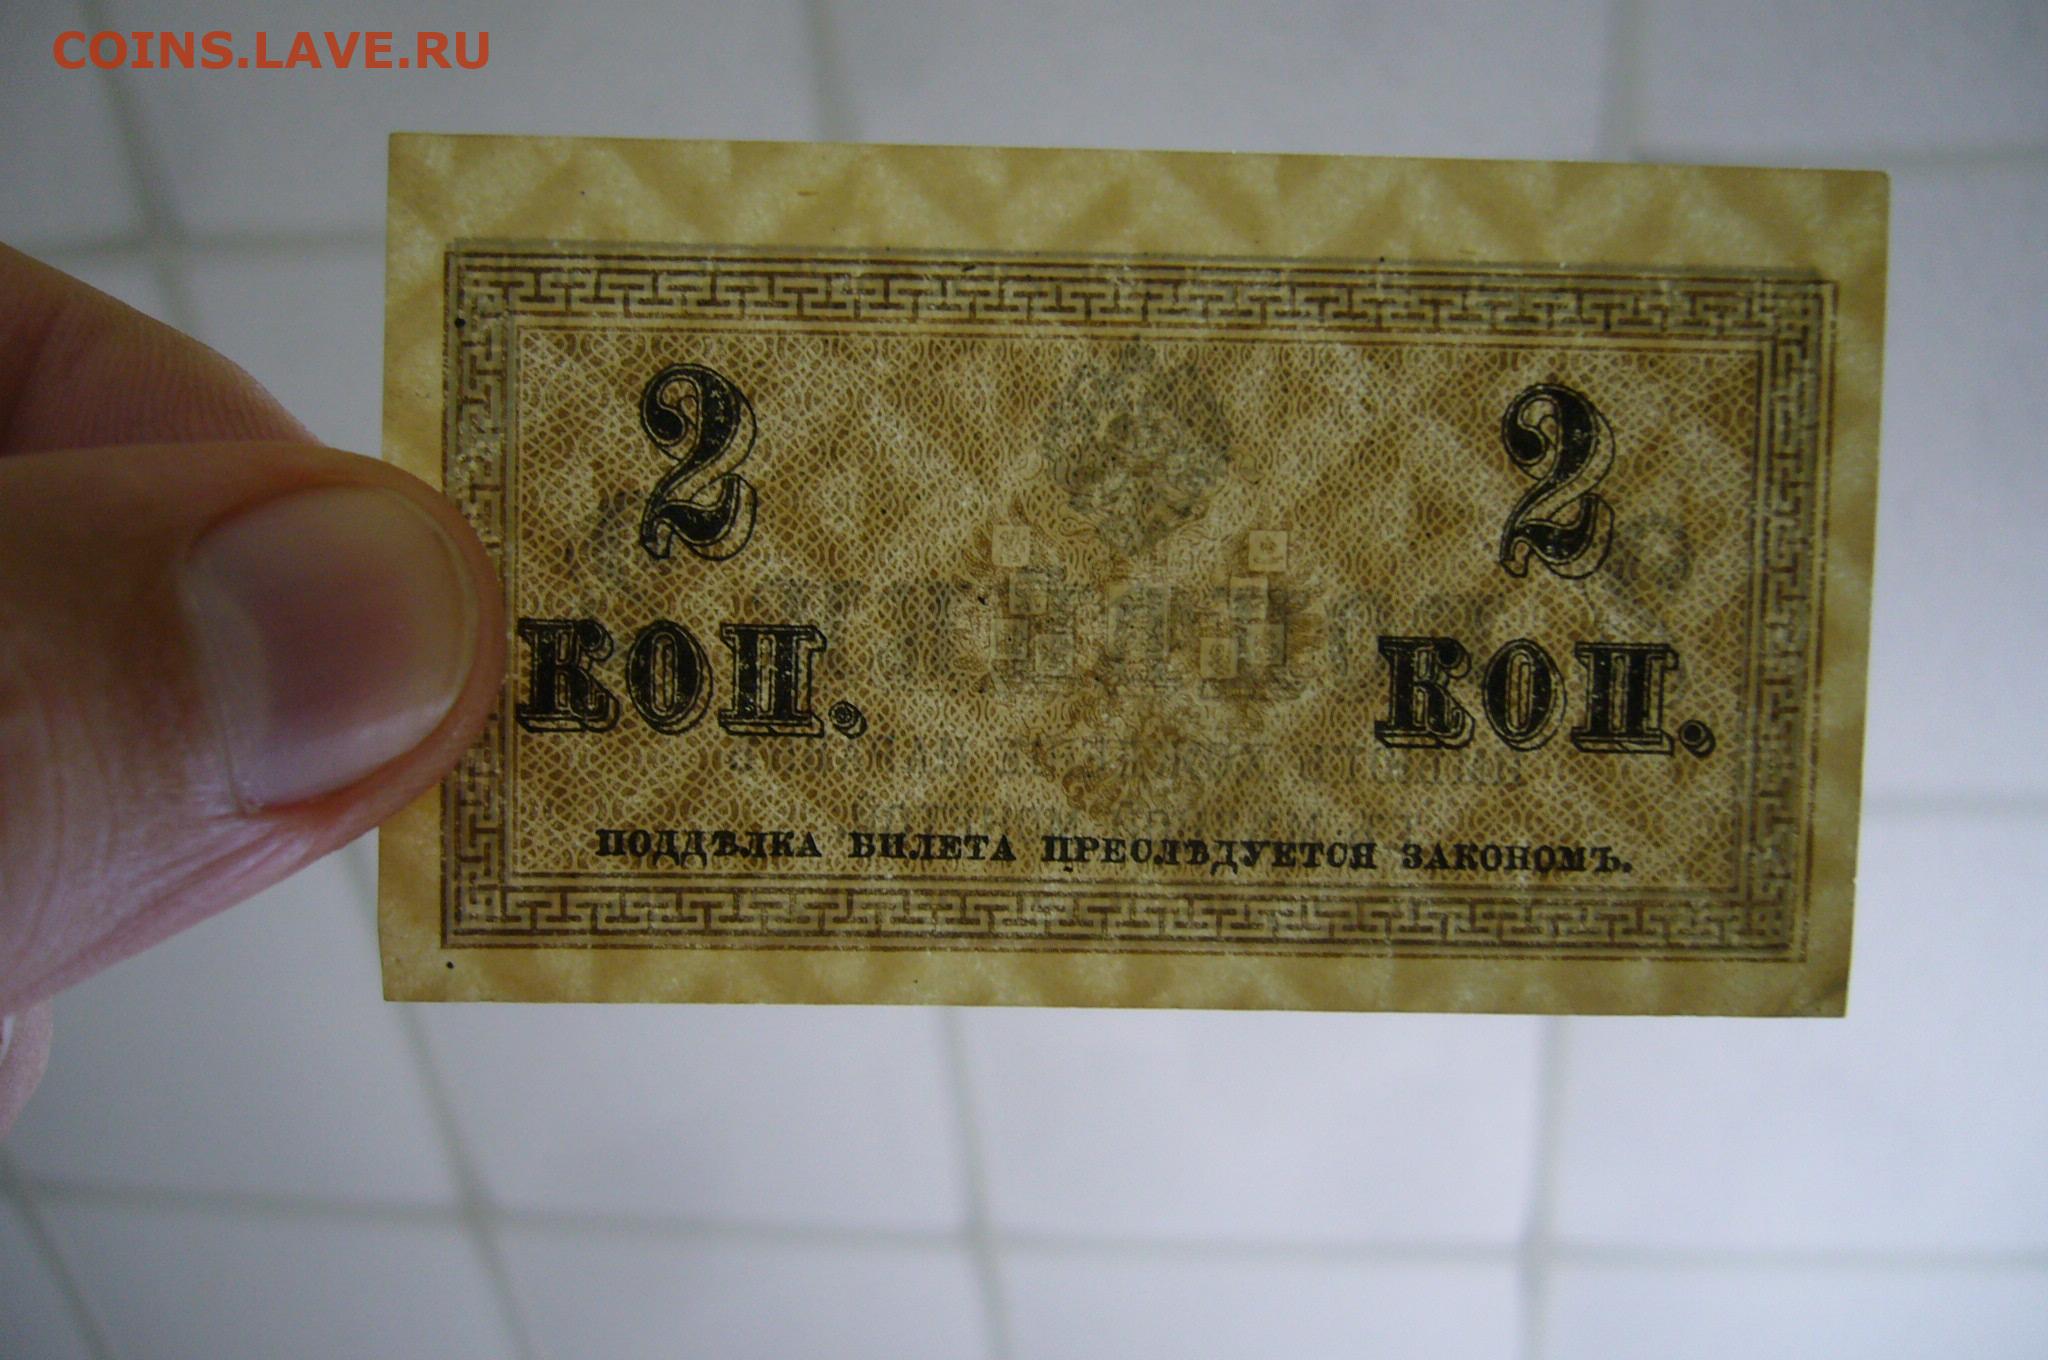 COINS.LAVE.RU
2 2
КОП. КОП.
ПОДДѢЛКА БИЛЕТА ПРЕСЛѢДУЕТСЯ ЗАКОНОМЪ.